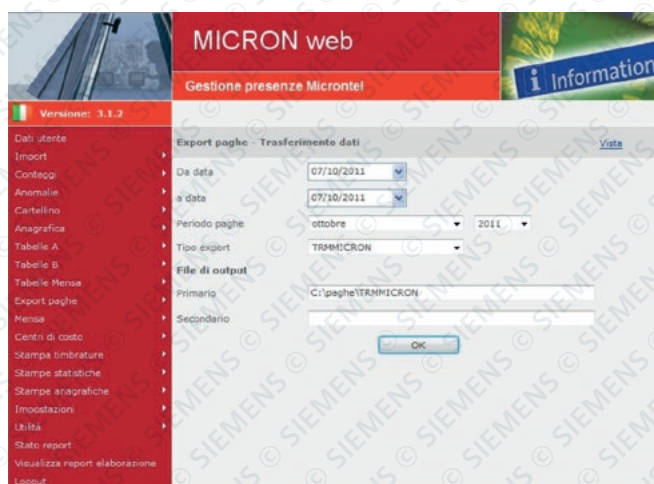 MICRON web
Gestione presenze Microntel
i Information
Versione: 3.1.2
Dati utente
Import
Conteggi
Anomalie
Cartellino
Anagrafica
Tabelle A
Tabelle B
Tabelle Mensa
Export paghe
Mensa
Centri di costo
Stampa timbrature
Stampe statistiche
Stampe anagrafiche
Impostazioni
Utilità
Stato report
Visualizza report elaborazione
Logout
Export paghe - Trasferimento dati
Vista
Da data 07/10/2011
a data 07/10/2011
Periodo paghe ottobre 2011
Tipo export TRMMICRON
File di output
Primario C:\paghe\TRMMICRON
Secondario
OK
© SIEMENS